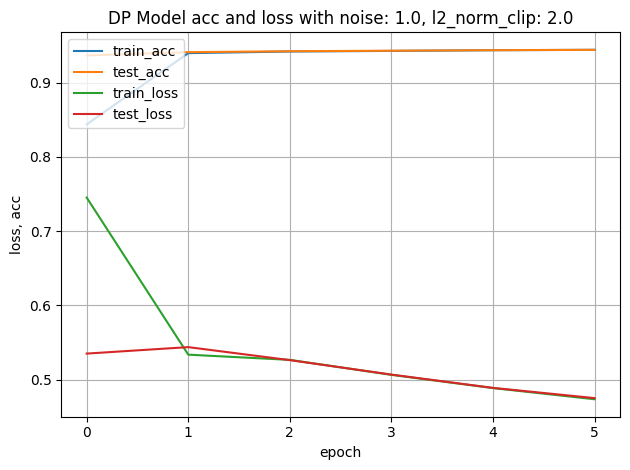 DP Model acc and loss with noise: 1.0, l2_norm_clip: 2.0
train_acc
test_acc
train_loss
test_loss
0.9
0.8
0.7
0.6
0.5
loss, acc
0 1 2 3 4 5
epoch